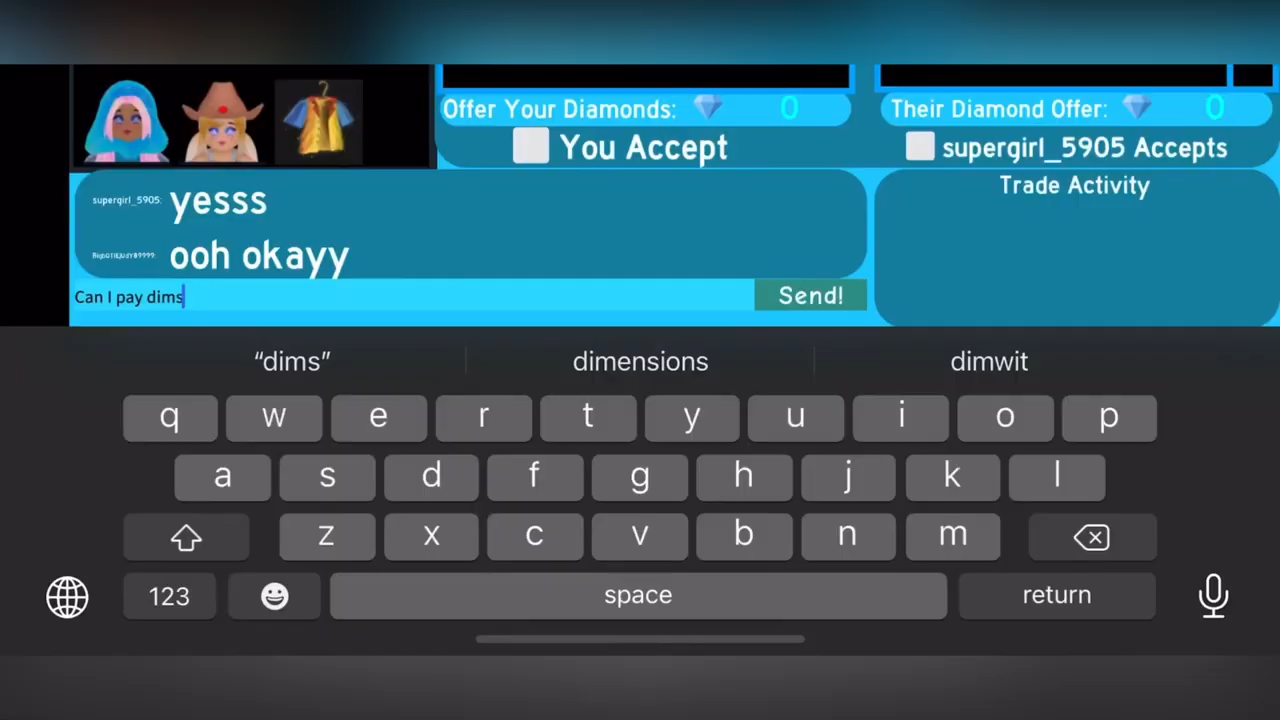 Offer Your Diamonds: 0
Their Diamond Offer: 0
You Accept
supergirl_5905 Accepts
supergirl_5905: yesss
ooh okayy
Trade Activity
Can I pay dims
Send!
“dims” dimensions dimwit
q w e r t y u i o p
a s d f g h j k l
z x c v b n m
123 space return